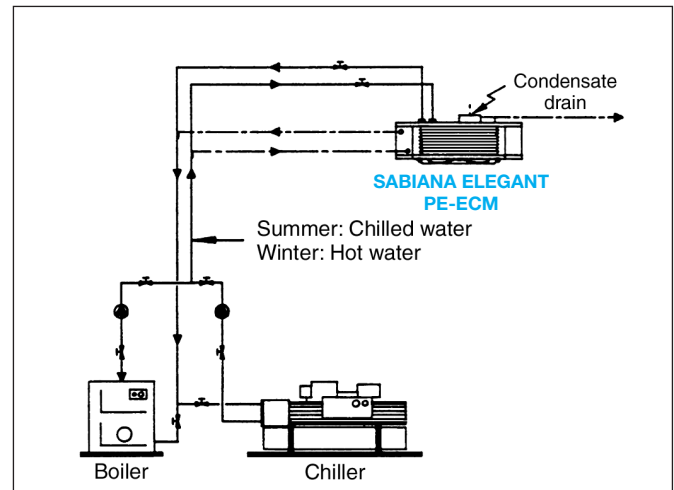 Condensate
drain
SABIANA ELEGANT
PE-ECM
Summer: Chilled water
Winter: Hot water
Boiler
Chiller